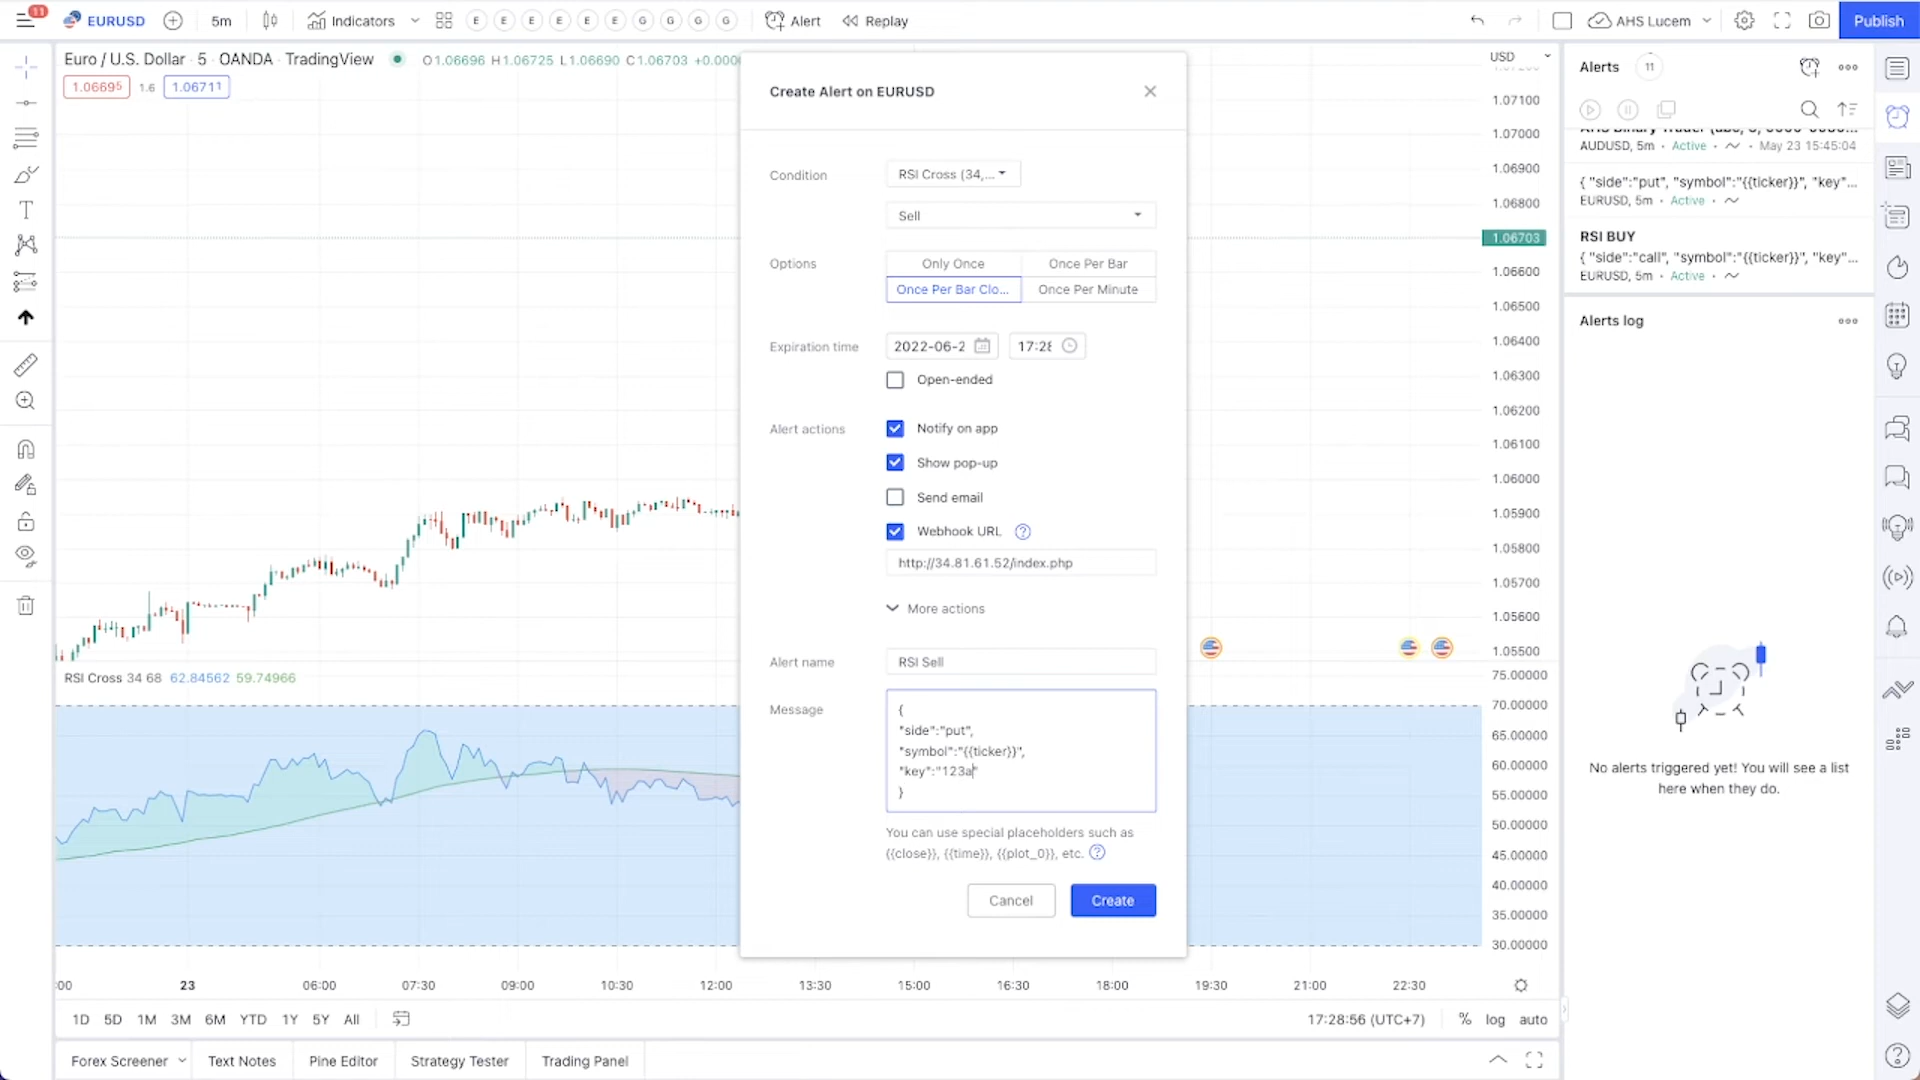 11
EURUSD
5m
Indicators
E E E E E E G G G G
Alert
Replay
AHS Lucem
Publish
Euro / U.S. Dollar · 5 · OANDA · TradingView
O1.06696 H1.06725 L1.06690 C1.06703
1.06695
1.6
1.06711
USD
1.07100
1.07000
1.06900
1.06800
1.06703
1.06600
1.06500
1.06400
1.06300
1.06200
1.06100
1.06000
1.05900
1.05800
1.05700
1.05600
1.05500
75.00000
70.00000
65.00000
60.00000
55.00000
50.00000
45.00000
40.00000
35.00000
30.00000
RSI Cross 34 68 62.84562 59.74966
Create Alert on EURUSD
Condition
RSI Cross (34,...
Sell
Options
Only Once
Once Per Bar
Once Per Bar Clo...
Once Per Minute
Expiration time
2022-06-2
17:28
Open-ended
Alert actions
Notify on app
Show pop-up
Send email
Webhook URL
http://34.81.61.52/index.php
More actions
Alert name
RSI Sell
Message
{
"side":"put",
"symbol":"{{ticker}}",
"key":"123a"
}
You can use special placeholders such as
{{close}}, {{time}}, {{plot_0}}, etc.
Cancel
Create
:00
23
06:00
07:30
09:00
10:30
12:00
13:30
15:00
16:30
18:00
19:30
21:00
22:30
1D 5D 1M 3M 6M YTD 1Y 5Y All
17:28:56 (UTC+7)
%
log
auto
Forex Screener
Text Notes
Pine Editor
Strategy Tester
Trading Panel
Alerts
11
AUDUSD, 5m · Active · May 23 15:45:04
{ "side":"put", "symbol":"{{ticker}}", "key"...
EURUSD, 5m · Active ·
RSI BUY
{ "side":"call", "symbol":"{{ticker}}", "key"...
EURUSD, 5m · Active ·
Alerts log
No alerts triggered yet! You will see a list
here when they do.